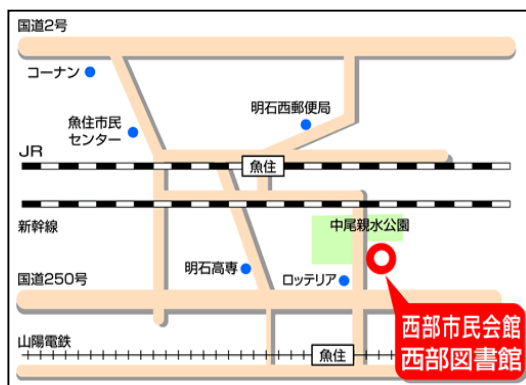 国道2号
コーナン
明石西郵便局
魚住市民
センター
JR
魚住
新幹線
中尾親水公園
明石高専
ロッテリア
国道250号
西部市民会館
西部図書館
山陽電鉄
魚住